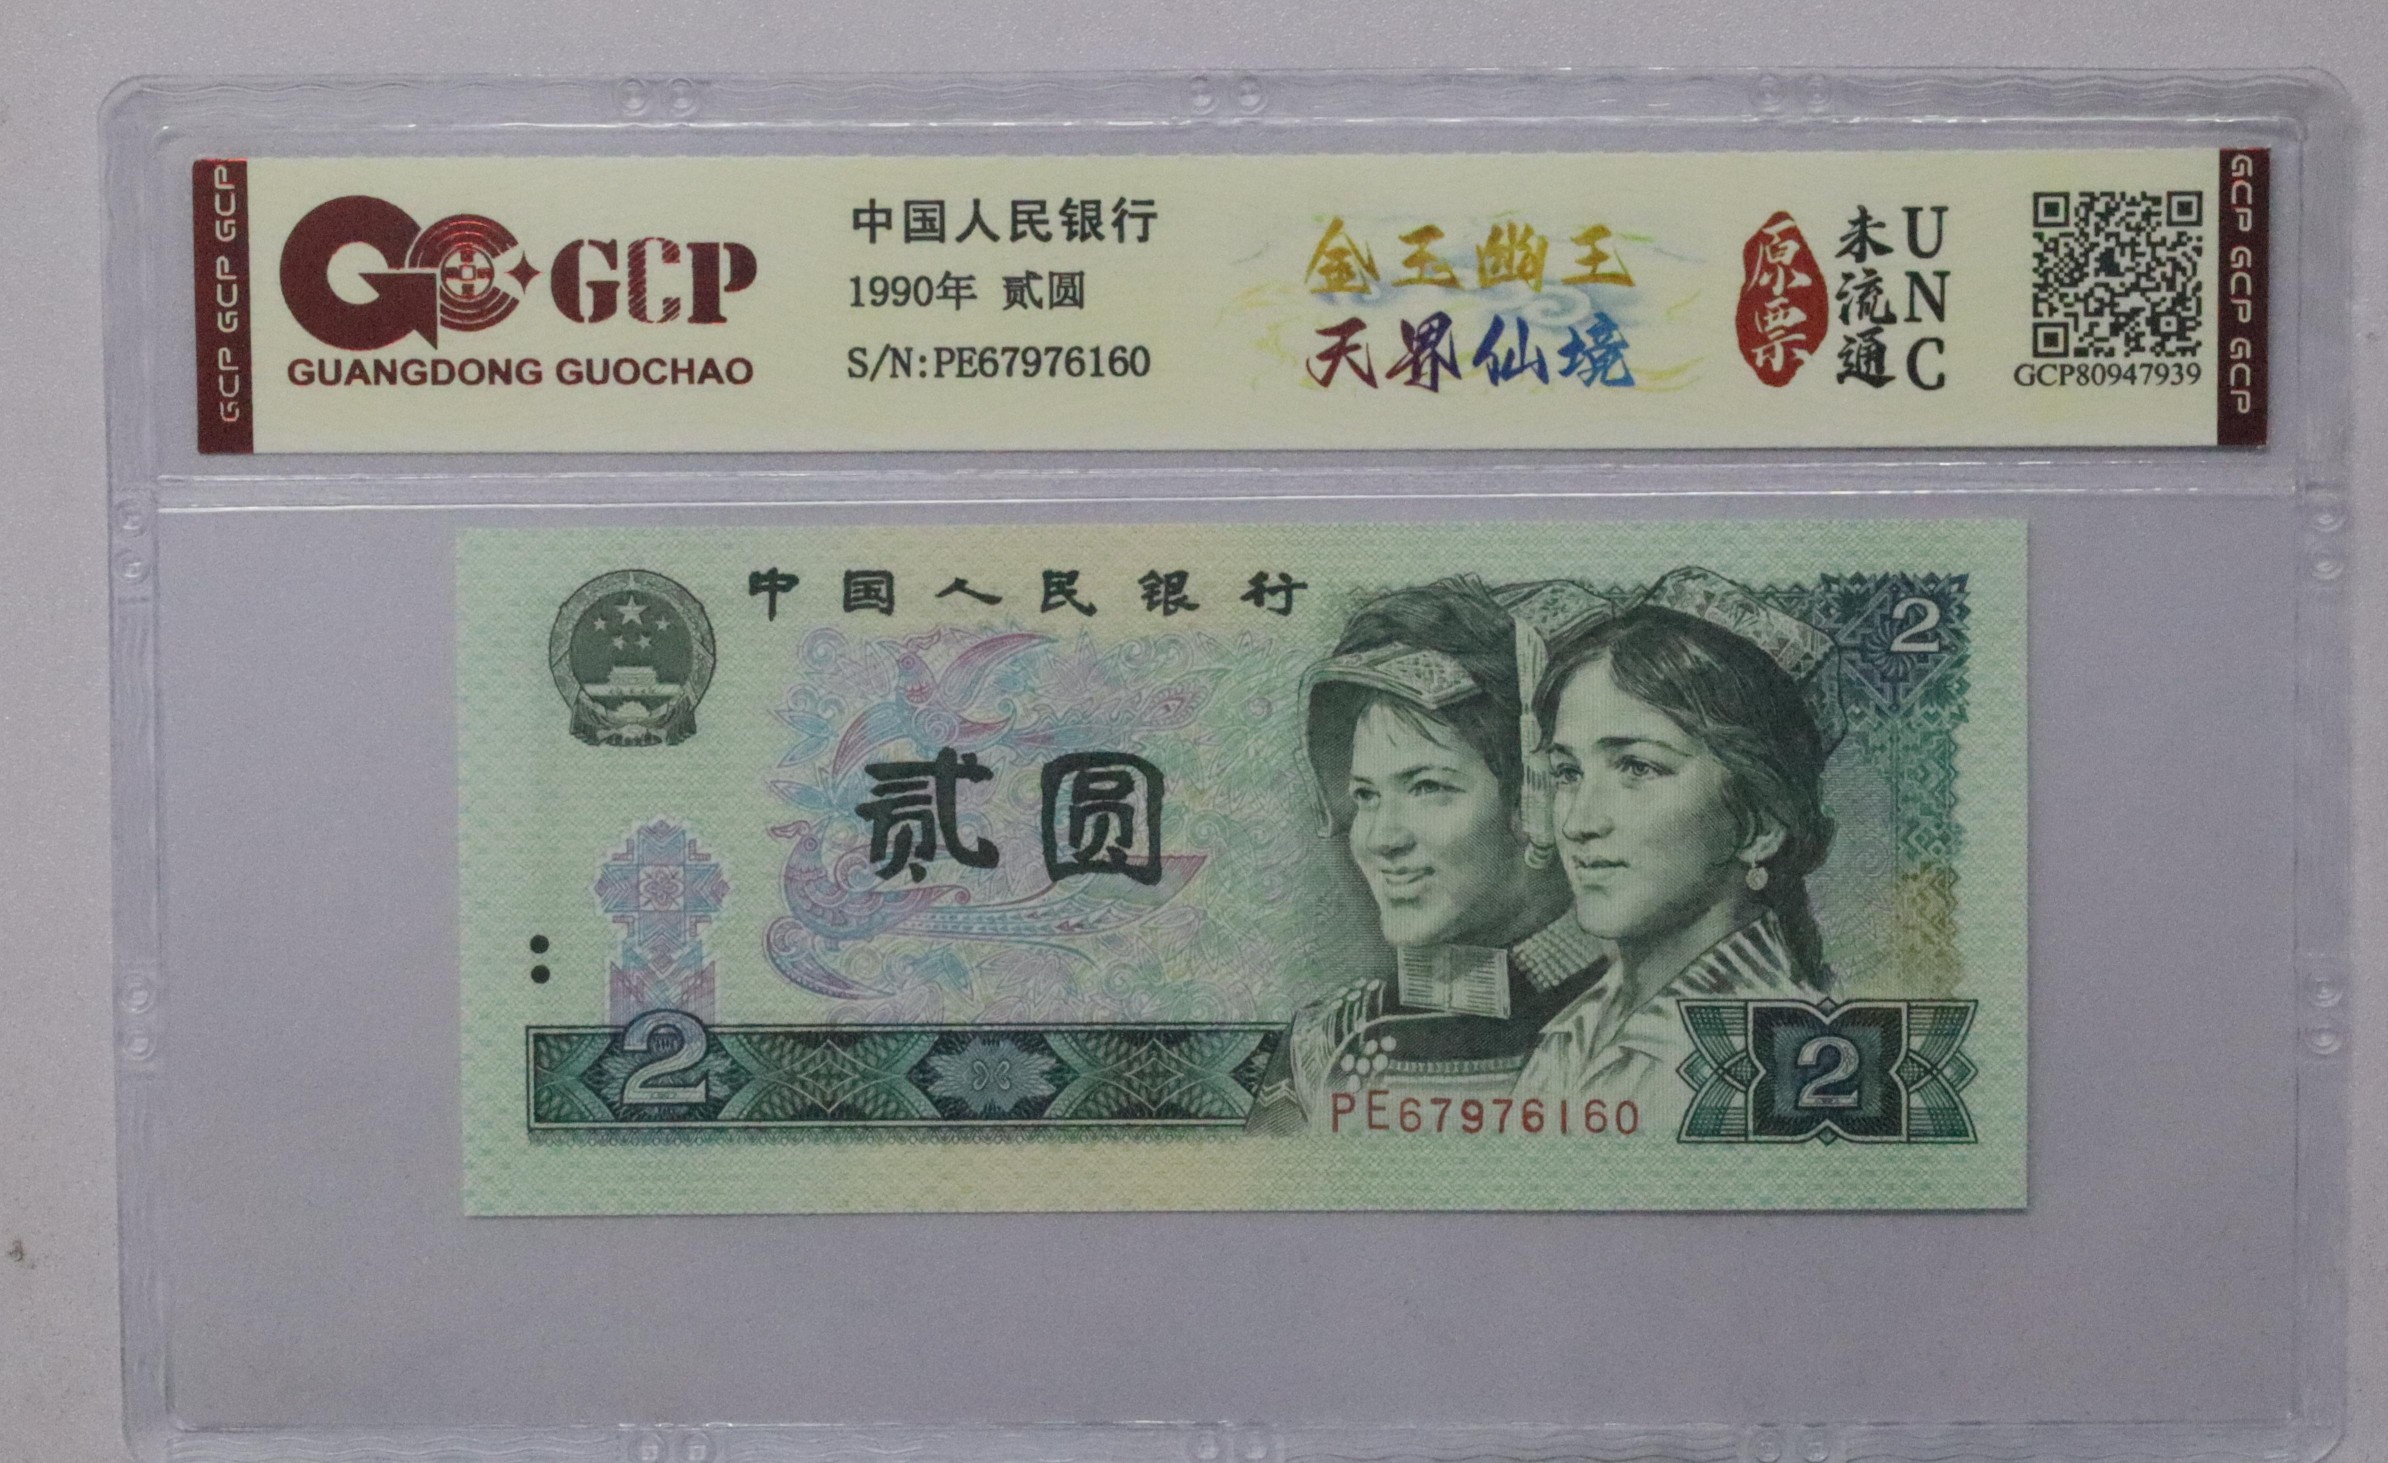 GCP GCP GCP
GCP
GUANGDONG GUOCHAO
中国人民银行
1990年 贰圆
S/N:PE67976160
金玉幽王
天界仙境
原票
未流通
UNC
GCP80947939
GCP GCP GCP
中国人民银行
2
贰圆
2
PE67976160
2